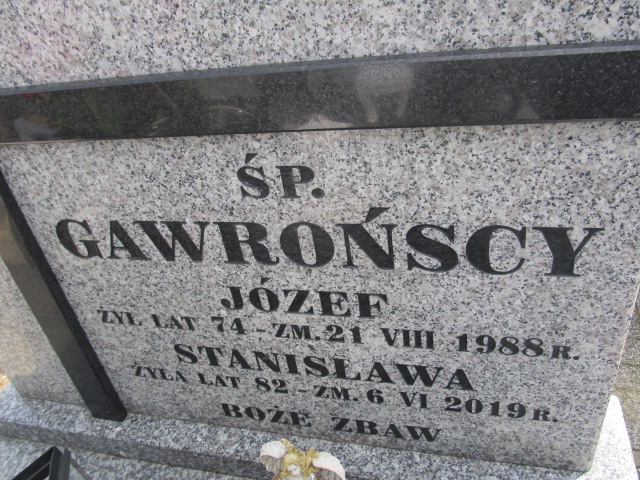 ŚP.
GAWROŃSCY
JÓZEF
ŻYŁ LAT 74 - ZM. 21 VIII 1988 R.
STANISŁAWA
ŻYŁA LAT 82 - ZM. 6 VI 2019 R.
BOŻE ZBAW